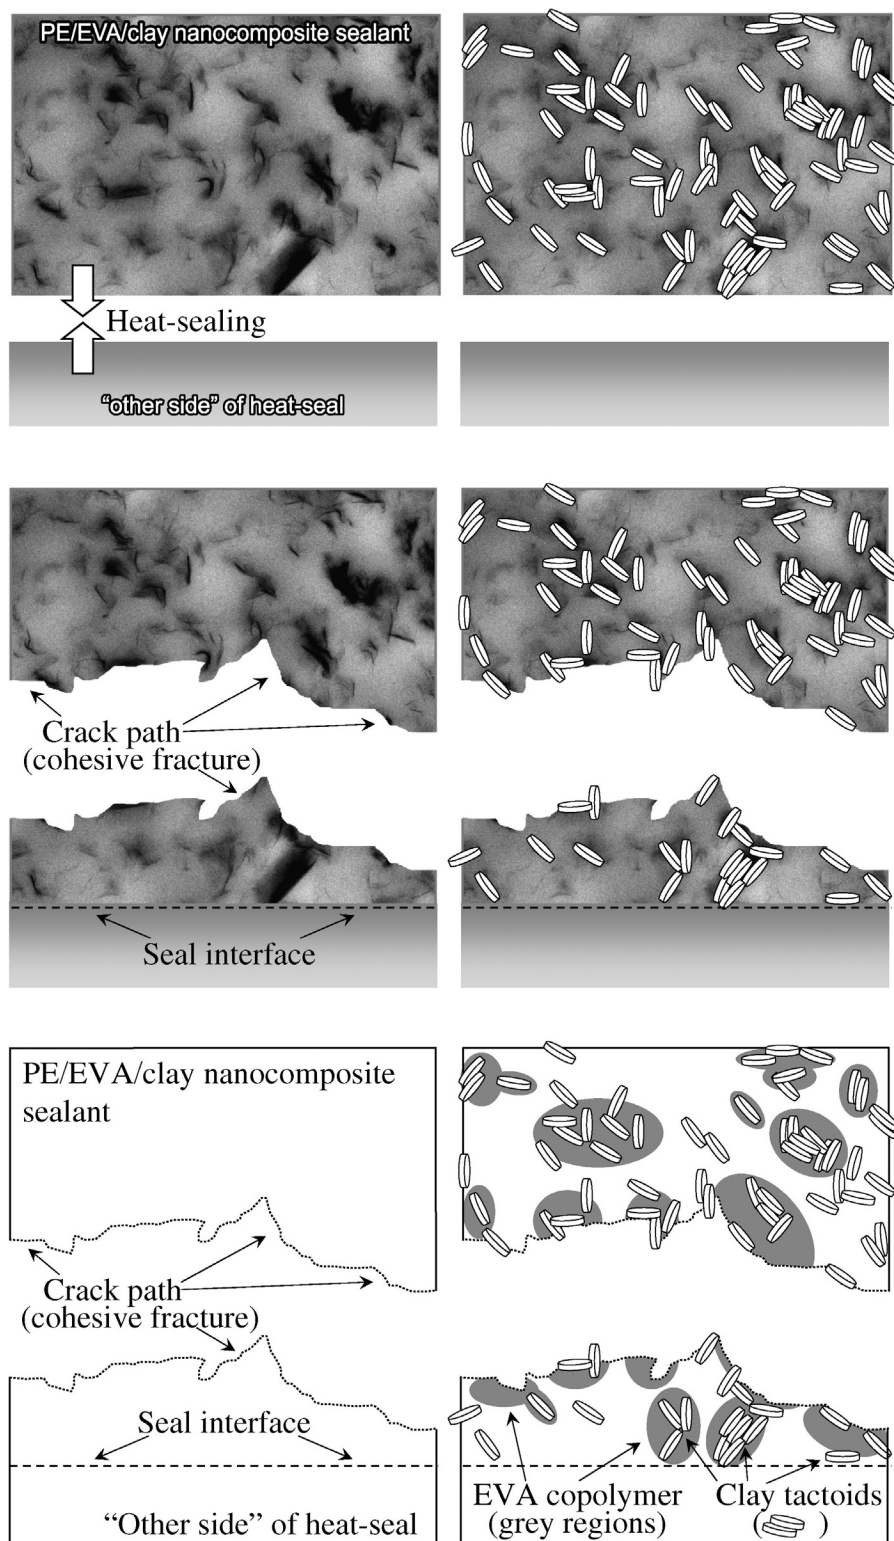 PE/EVA/clay nanocomposite sealant
Heat-sealing
"other side" of heat-seal
Crack path
(cohesive fracture)
Seal interface
PE/EVA/clay nanocomposite
sealant
Crack path
(cohesive fracture)
Seal interface
“Other side” of heat-seal
EVA copolymer
(grey regions)
Clay tactoids
( )